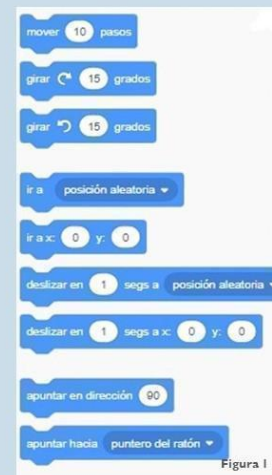 mover 10 pasos
girar 15 grados
girar 15 grados
ir a posición aleatoria
ir a x: 0 y: 0
deslizar en 1 segs a posición aleatoria
deslizar en 1 segs a x: 0 y: 0
apuntar en dirección 90
apuntar hacia puntero del ratón
Figura I